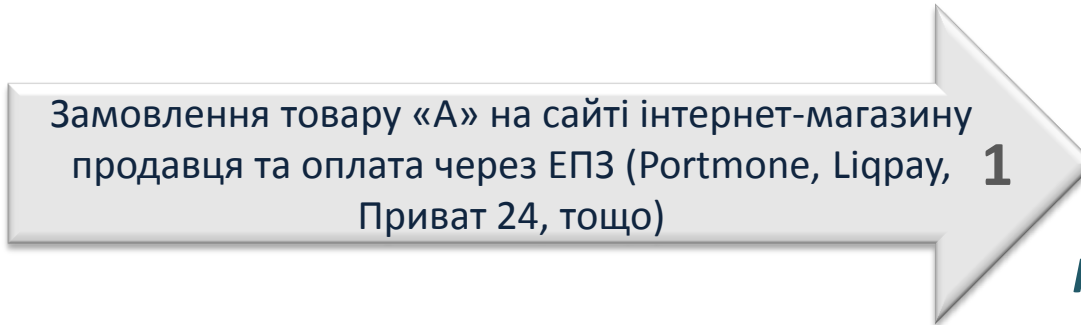 Замовлення товару «А» на сайті інтернет-магазину
продавця та оплата через ЕПЗ (Portmone, Liqpay,
Приват 24, тощо)
1